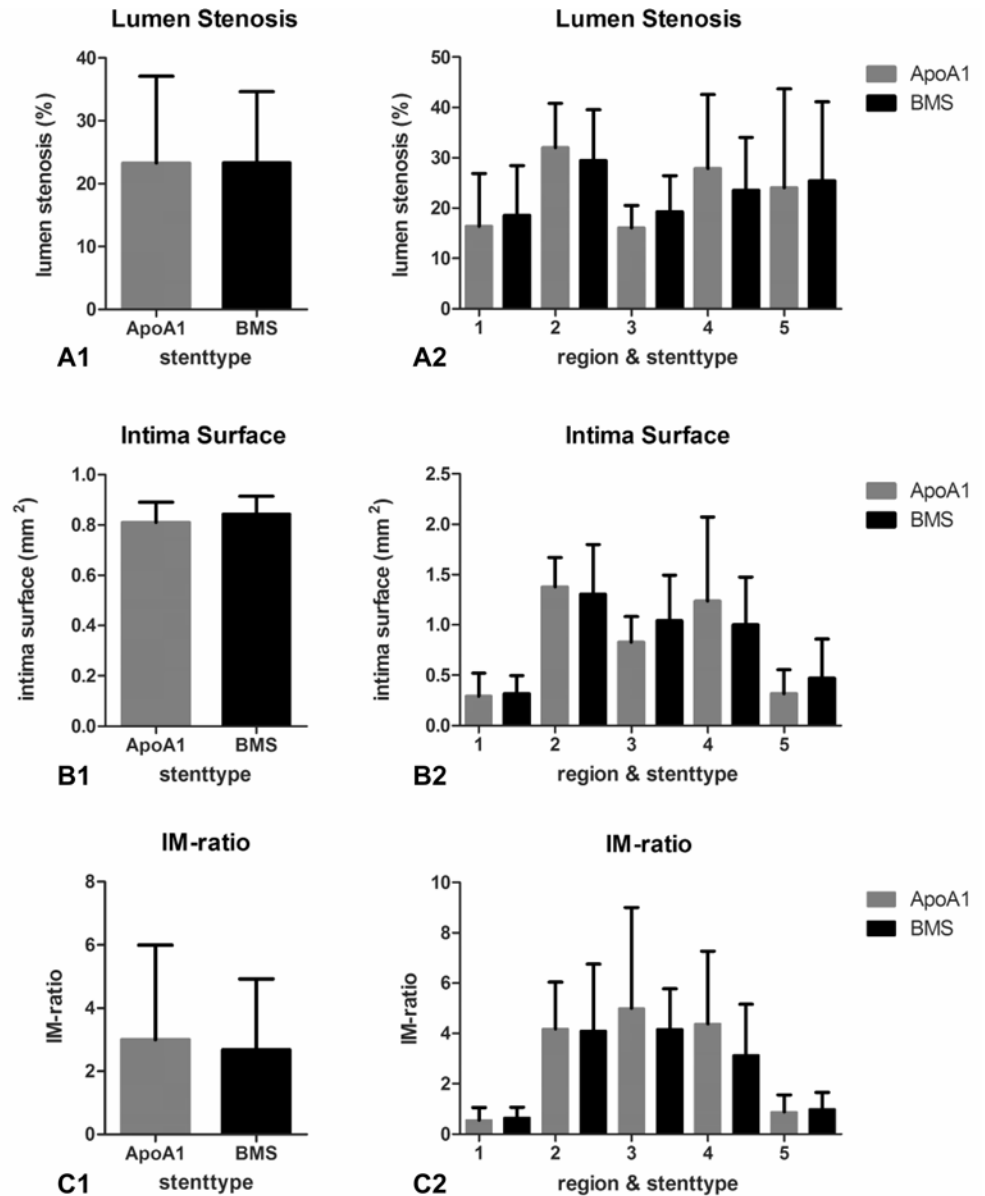 Lumen Stenosis
lumen stenosis (%)
50
40
30
20
10
0
ApoA1 BMS
stenttype
A1
Lumen Stenosis
lumen stenosis (%)
50
40
30
20
10
0
1 2 3 4 5
region & stenttype
A2
ApoA1
BMS
Intima Surface
intima surface (mm ²)
1.0
0.8
0.6
0.4
0.2
0.0
ApoA1 BMS
stenttype
B1
Intima Surface
intima surface (mm ²)
2.5
2.0
1.5
1.0
0.5
0.0
1 2 3 4 5
region & stenttype
B2
ApoA1
BMS
IM-ratio
IM-ratio
8
6
4
2
0
ApoA1 BMS
stenttype
C1
IM-ratio
IM-ratio
10
8
6
4
2
0
1 2 3 4 5
region & stenttype
C2
ApoA1
BMS